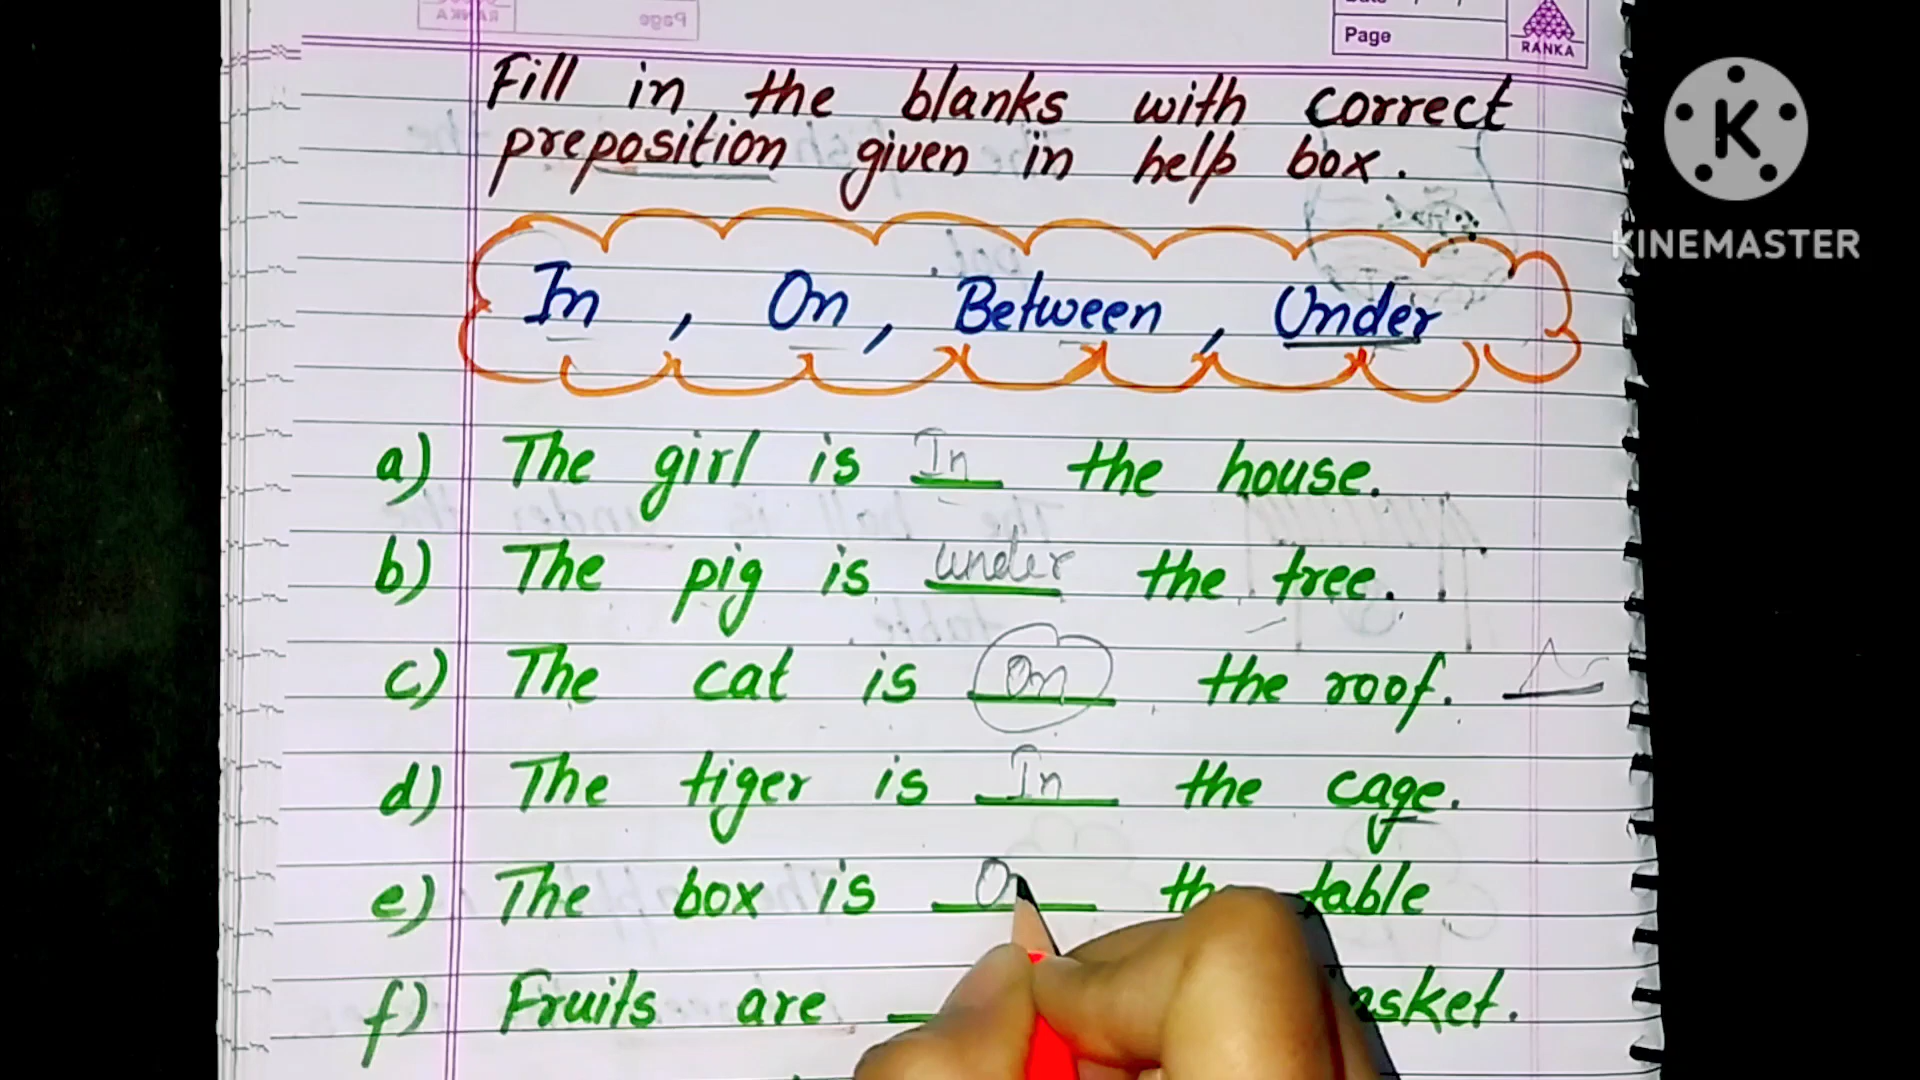 Page
RANKA
Fill in the blanks with correct
preposition given in help box.
In , On , Between , Under
a) The girl is In the house.
b) The pig is under the tree.
c) The cat is On the roof.
d) The tiger is In the cage.
e) The box is table
f) Fruits are
KINEMASTER